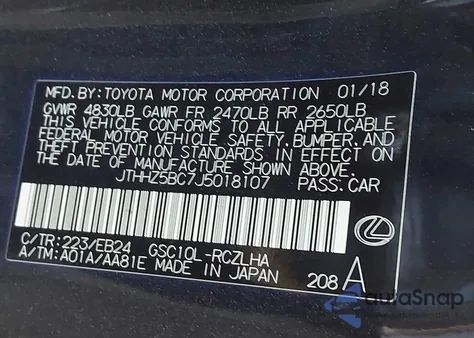 MFD.BY:TOYOTA MOTOR CORPORATION 01/18
GVWR 4830LB GAWR FR 2470LB RR 2650LB
THIS VEHICLE CONFORMS TO ALL APPLICABLE
FEDERAL MOTOR VEHICLE SAFETY,BUMPER,AND
THEFT PREVENTION STANDARDS IN EFFECT ON
THE DATE OF MANUFACTURE SHOWN ABOVE.
JTHHZ5BC7J5018107 PASS.CAR
C/TR:223/EB24 GSC10L-RCZLHA
A/TM:A01A/AA81E MADE IN JAPAN 208 A
autoSnap